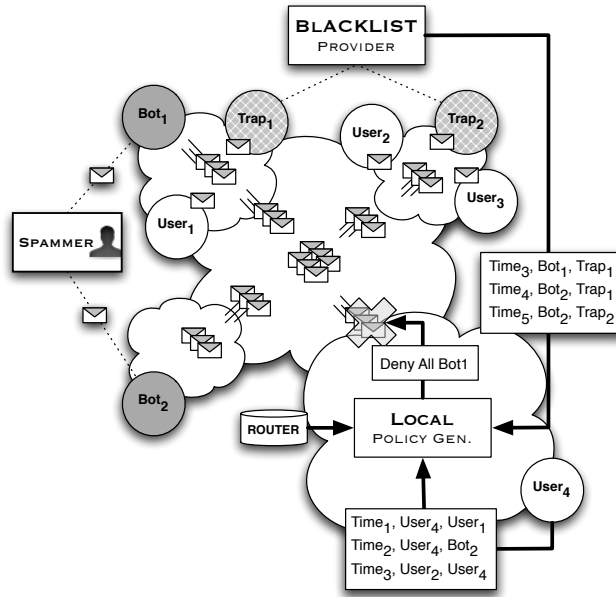 BLACKLIST
PROVIDER
Bot1
Trap1
User2
Trap2
User1
User3
SPAMMER
Time3, Bot1, Trap1
Time4, Bot2, Trap1
Time5, Bot2, Trap2
Deny All Bot1
Bot2
ROUTER
LOCAL
POLICY GEN.
User4
Time1, User4, User1
Time2, User4, Bot2
Time3, User2, User4